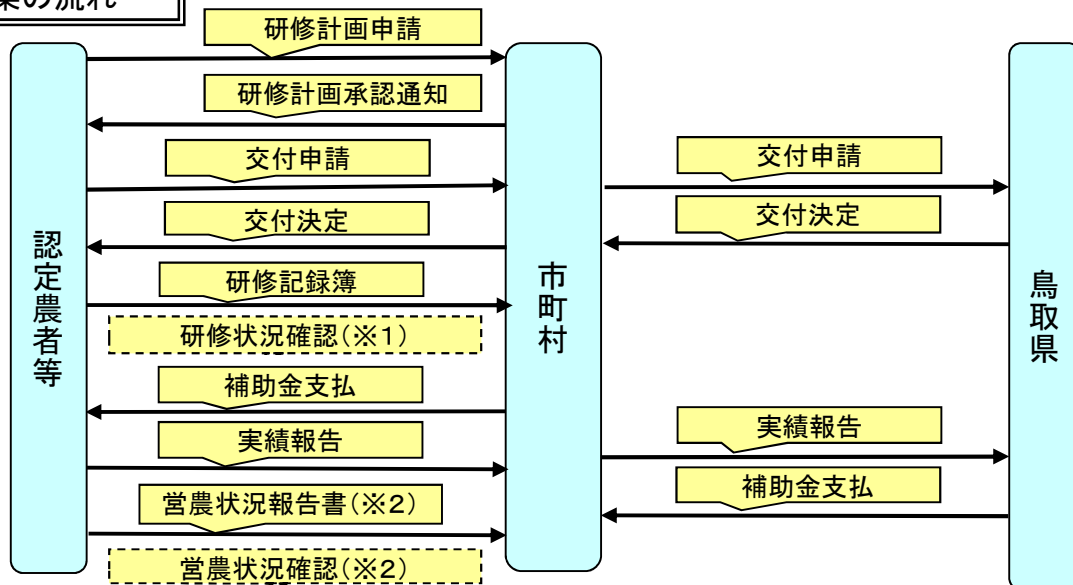 業の流れ
研修計画申請
研修計画承認通知
交付申請
交付決定
研修記録簿
研修状況確認(※1)
補助金支払
実績報告
営農状況報告書(※2)
営農状況確認(※2)
認定農者等
市町村
交付申請
交付決定
実績報告
補助金支払
鳥取県